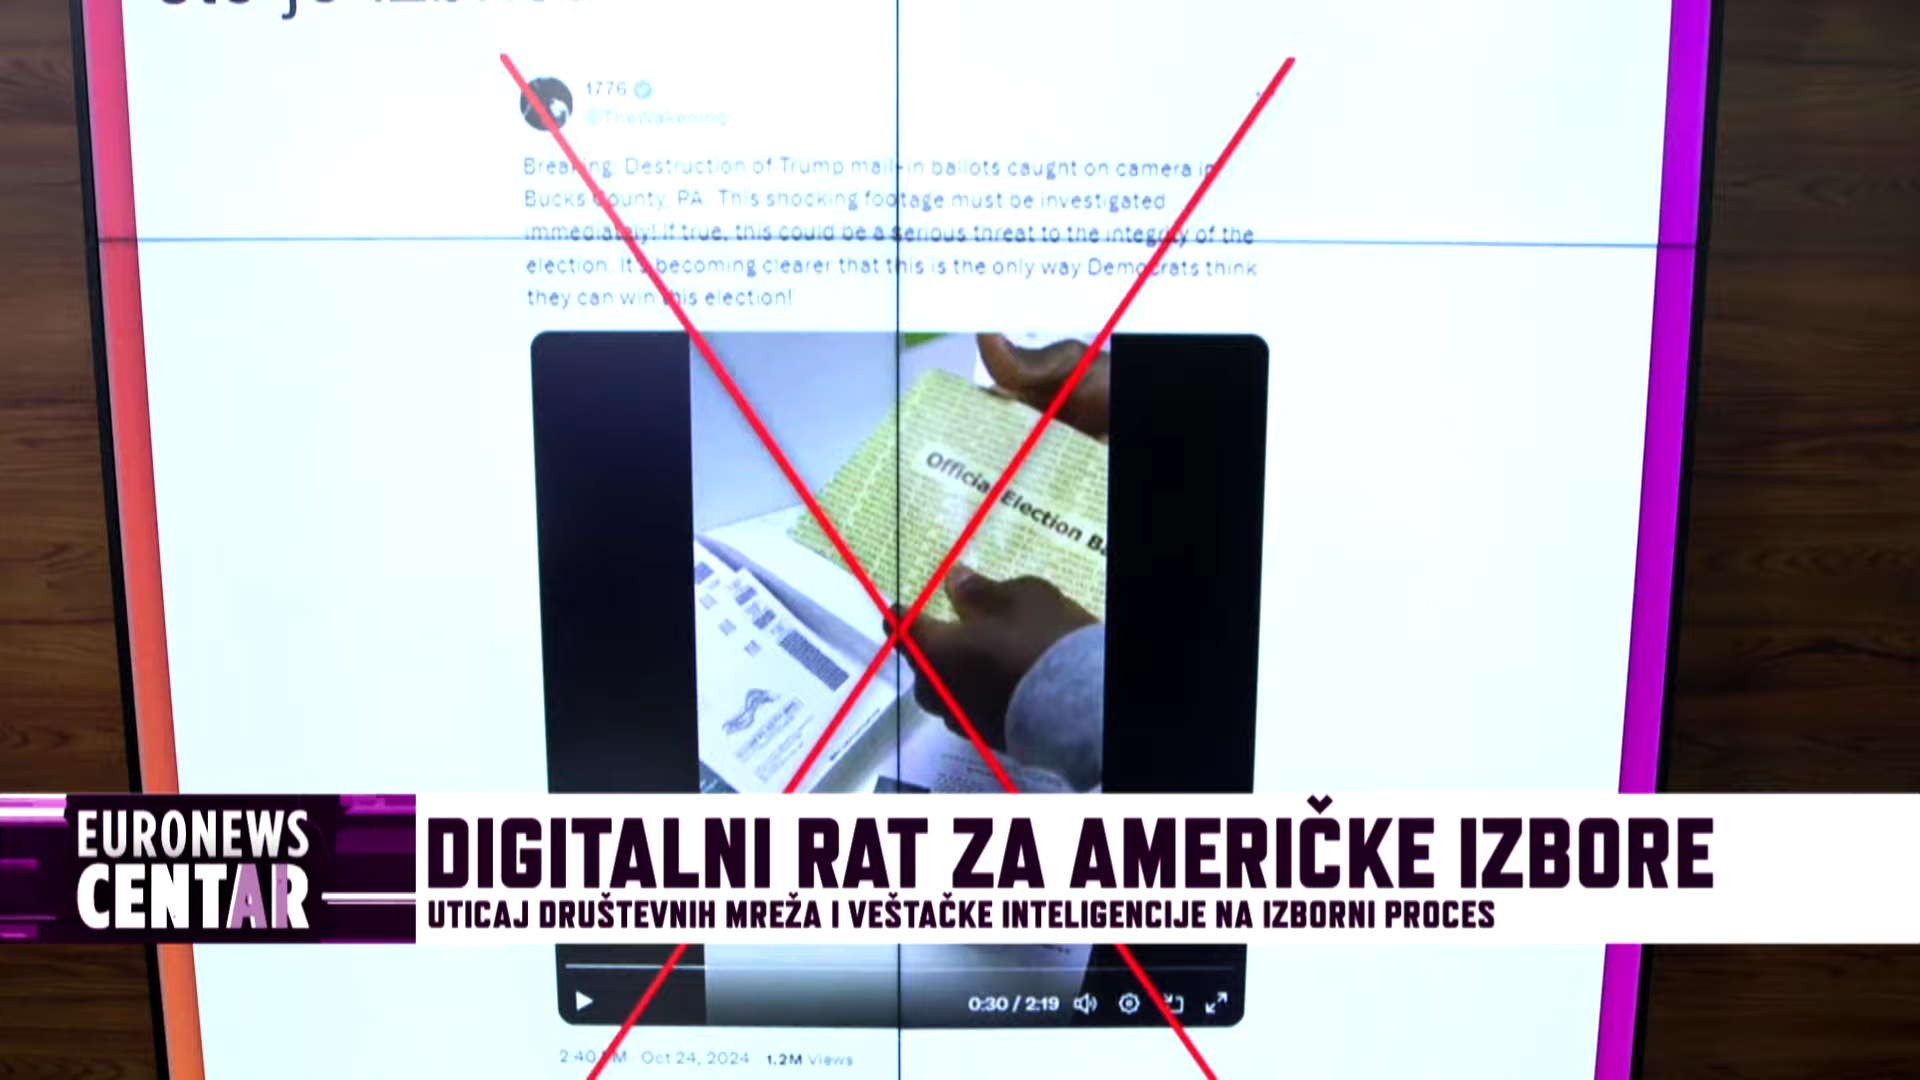 1776
@TheWakening
Breaking: Destruction of Trump mail-in ballots caught on camera in
Bucks County, PA. This shocking footage must be investigated
immediately! If true, this could be a serious threat to the integrity of the
election. It's becoming clearer that this is the only way Democrats think
they can win this election!
Official Election
EURONEWS
CENTAR
DIGITALNI RAT ZA AMERIČKE IZBORE
UTICAJ DRUŠTEVNIH MREŽA I VEŠTAČKE INTELIGENCIJE NA IZBORNI PROCES
0:30 / 2:19
2:40 PM · Oct 24, 2024 · 1.2M Views